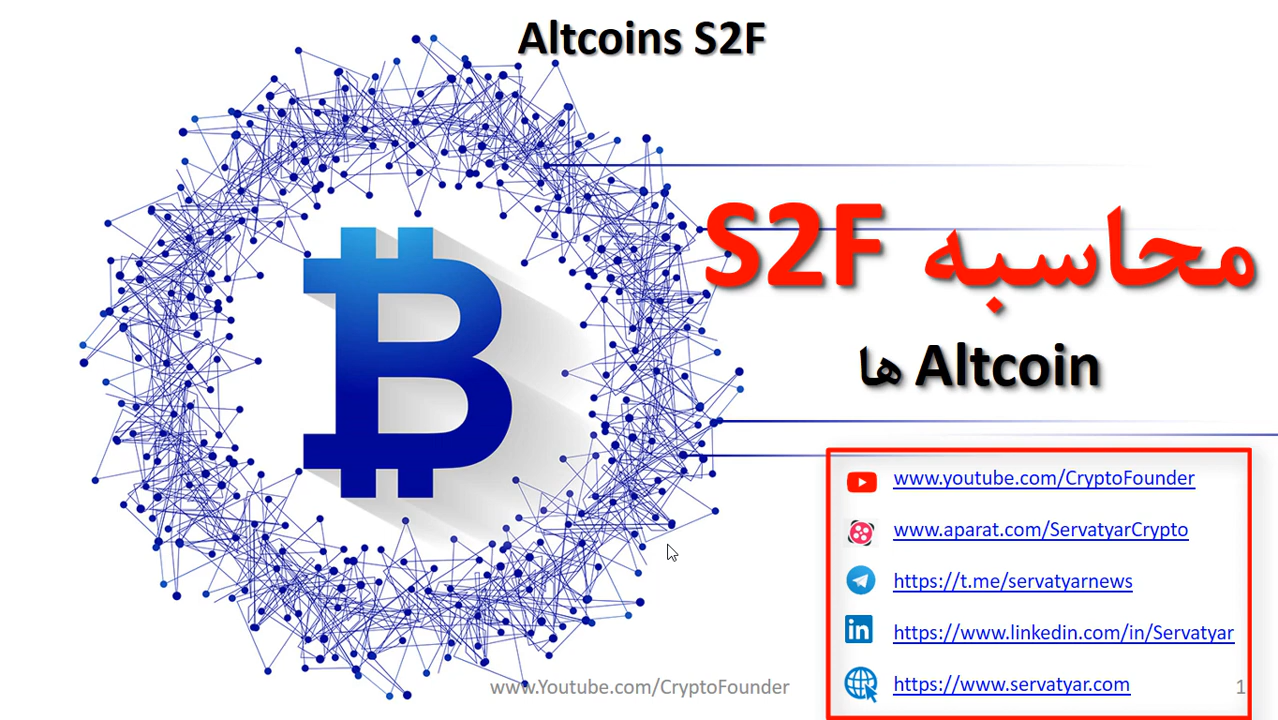 Altcoins S2F
محاسبه S2F
Altcoin ها
www.youtube.com/CryptoFounder
www.aparat.com/ServatyarCrypto
https://t.me/servatyarnews
https://www.linkedin.com/in/Servatyar
https://www.servatyar.com
www.Youtube.com/CryptoFounder
1